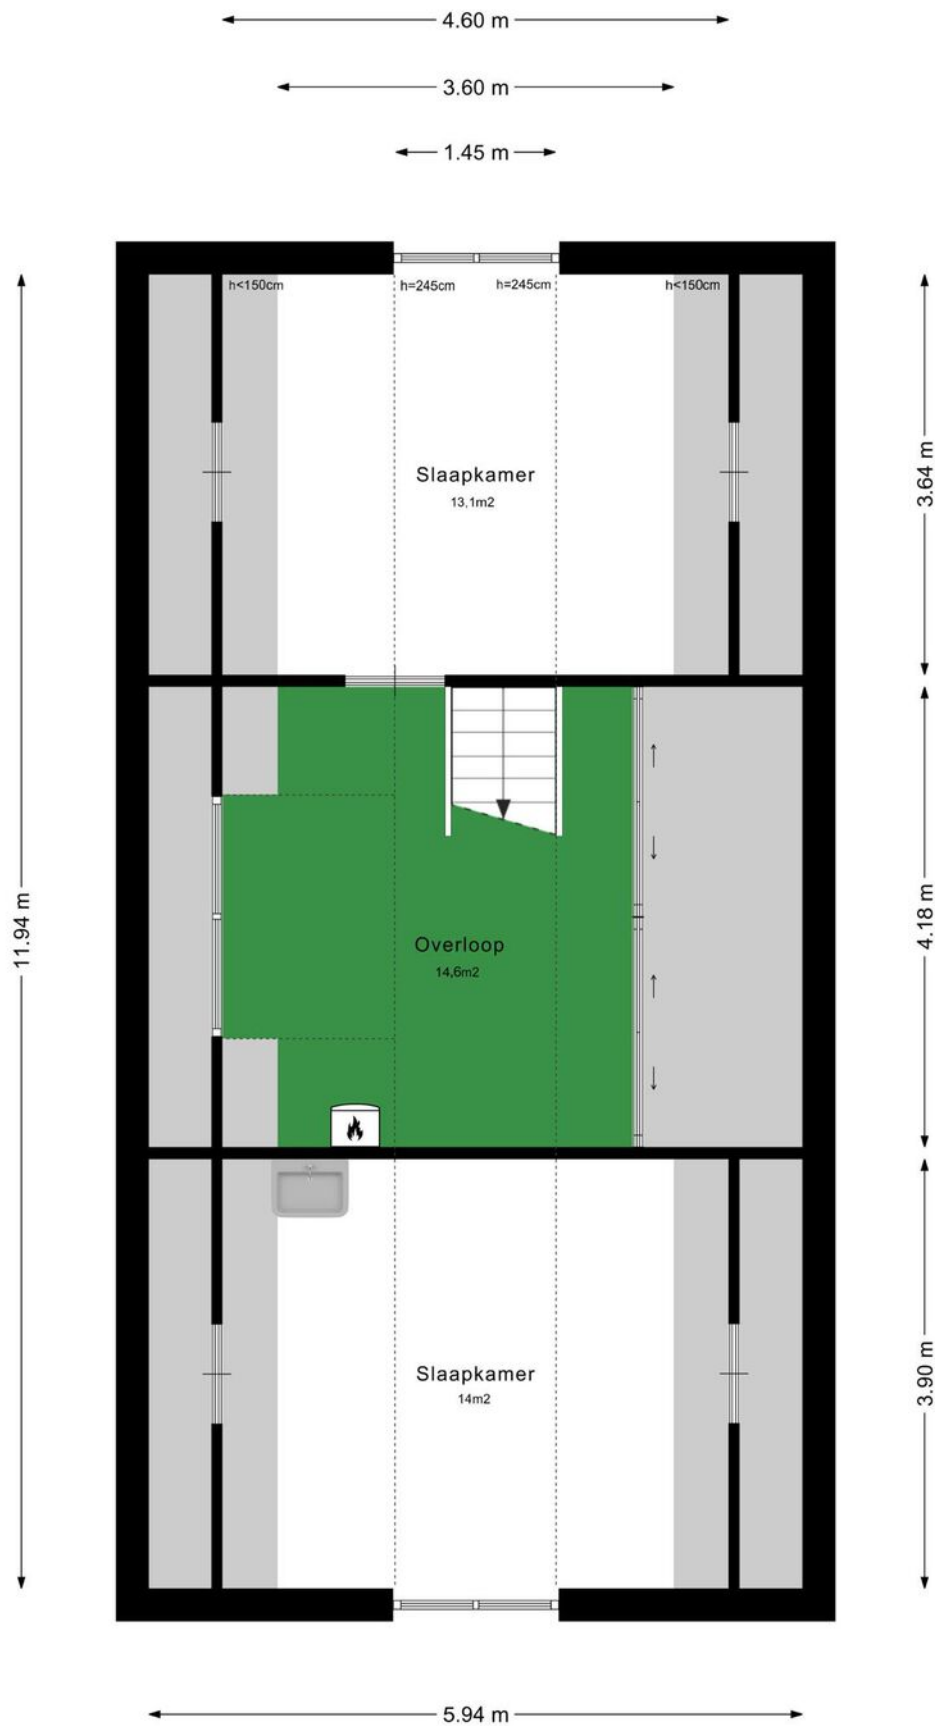 4.60 m
3.60 m
1.45 m
h<150cm
h=245cm
h=245cm
h<150cm
Slaapkamer
13,1m2
3.64 m
11.94 m
4.18 m
Overloop
14,6m2
Slaapkamer
14m2
3.90 m
5.94 m